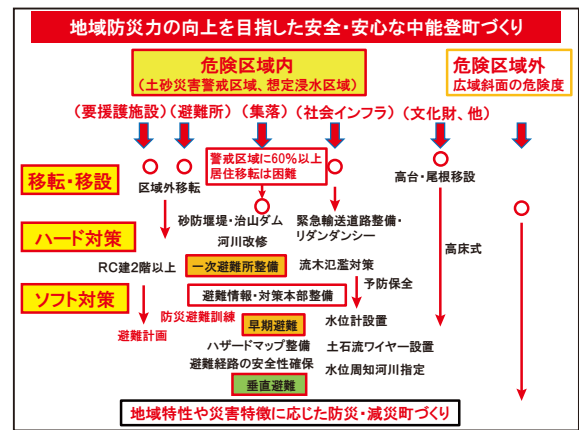 地域防災力の向上を目指した安全・安心な中能登町づくり
危険区域内
（土砂災害警戒区域、想定浸水区域）
危険区域外
広域斜面の危険度
（要援護施設）（避難所）（集落）（社会インフラ）（文化財、他）
移転・移設
区域外移転
警戒区域に60％以上
居住移転は困難
高台・尾根移設
砂防堰堤・治山ダム
河川改修
緊急輸送道路整備・
リダンダンシー
ハード対策
高床式
RC建2階以上
一次避難所整備
流木氾濫対策
予防保全
ソフト対策
避難情報・対策本部整備
防災避難訓練
避難計画
早期避難
水位計設置
ハザードマップ整備
土石流ワイヤー設置
避難経路の安全性確保
水位周知河川指定
垂直避難
地域特性や災害特徴に応じた防災・減災町づくり